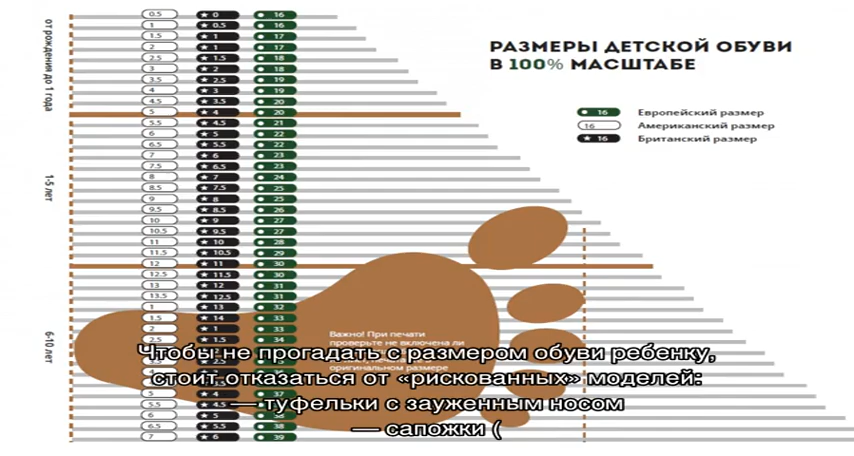 РАЗМЕРЫ ДЕТСКОЙ ОБУВИ
В 100% МАСШТАБЕ
16 Европейский размер
16 Американский размер
16 Британский размер
от рождения до 1 года
0.5 0 16
1 0.5 16
1.5 1 17
2 1 17
2.5 1.5 18
3 2 18
3.5 2.5 19
4 3 19
4.5 3.5 20
5 4 20
1-5 лет
5.5 4.5 21
6 5 22
6.5 5.5 22
7 6 23
7.5 6.5 23
8 7 24
8.5 7.5 25
9 8 25
9.5 8.5 26
10 9 27
10.5 9.5 27
11 10 28
11.5 10.5 29
12 11 30
6-10 лет
12.5 11.5 30
13 12 31
13.5 12.5 31
1 13 32
1.5 14 33
2 1 33
2.5 1.5 34
5 4 37
6 5
6.5 5.5 38
7 6 39
Важно! При печати
проверьте не включена ли
оригинальном размере
Чтобы не прогадать с размером обуви ребенку,
стоит отказаться от «рискованных» моделей:
— туфельки с зауженным носом
— сапожки (